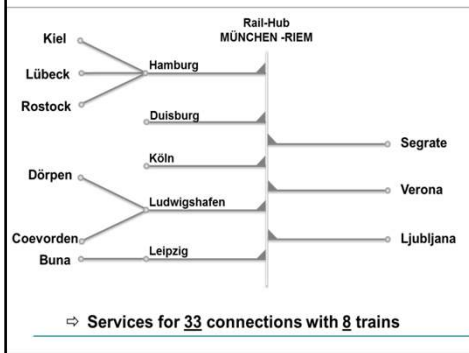 Rail-Hub
MÜNCHEN -RIEM
Kiel
Hamburg
Lübeck
Rostock
Duisburg
Segrate
Köln
Dörpen
Verona
Ludwigshafen
Coevorden
Ljubljana
Leipzig
Buna
⇨ Services for 33 connections with 8 trains